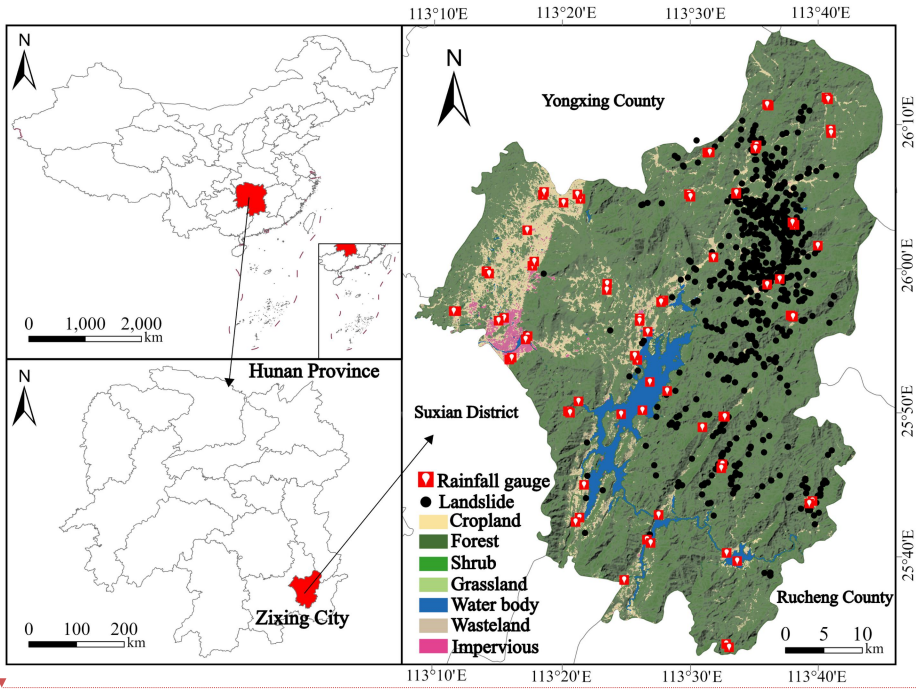 113°10′E 113°20′E 113°30′E 113°40′E
N
0 1,000 2,000
km
N
Hunan Province
Zixing City
0 100 200
km
N
Yongxing County
Suxian District
Rucheng County
Rainfall gauge
Landslide
Cropland
Forest
Shrub
Grassland
Water body
Wasteland
Impervious
0 5 10
km
26°10′N
26°00′N
25°50′N
25°40′N
113°10′E 113°20′E 113°30′E 113°40′E